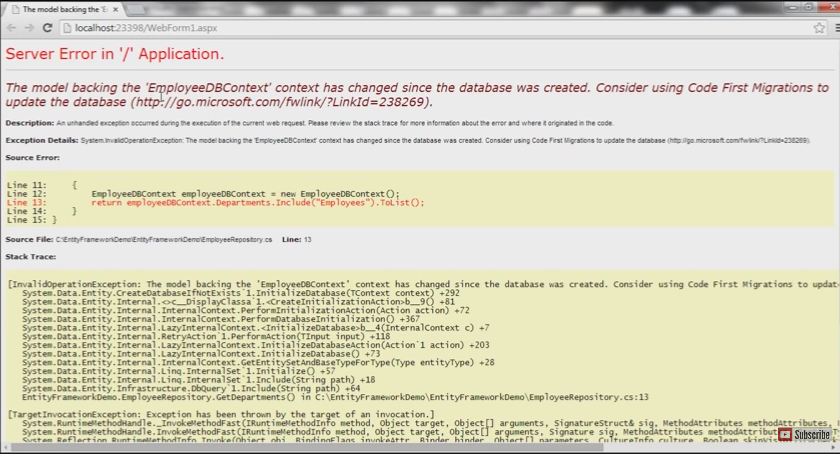 The model backing the 'E
localhost:23398/WebForm1.aspx
Server Error in '/' Application.
The model backing the 'EmployeeDBContext' context has changed since the database was created. Consider using Code First Migrations to
update the database (http://go.microsoft.com/fwlink/?LinkId=238269).
Description: An unhandled exception occurred during the execution of the current web request. Please review the stack trace for more information about the error and where it originated in the code.
Exception Details: System.InvalidOperationException: The model backing the 'EmployeeDBContext' context has changed since the database was created. Consider using Code First Migrations to update the database (http://go.microsoft.com/fwlink/?LinkId=238269).
Source Error:
Line 11: {
Line 12: EmployeeDBContext employeeDBContext = new EmployeeDBContext();
Line 13: return employeeDBContext.Departments.Include("Employees").ToList();
Line 14: }
Line 15: }
Source File: C:\EntityFrameworkDemo\EntityFrameworkDemo\EmployeeRepository.cs Line: 13
Stack Trace:
[InvalidOperationException: The model backing the 'EmployeeDBContext' context has changed since the database was created. Consider using Code First Migrations to updat
System.Data.Entity.CreateDatabaseIfNotExists`1.InitializeDatabase(TContext context) +292
System.Data.Entity.Internal.<>c__DisplayClassa`1.<CreateInitializationAction>b__9() +81
System.Data.Entity.Internal.InternalContext.PerformInitializationAction(Action action) +72
System.Data.Entity.Internal.InternalContext.PerformDatabaseInitialization() +367
System.Data.Entity.Internal.LazyInternalContext.<InitializeDatabase>b__4(InternalContext c) +7
System.Data.Entity.Internal.RetryAction`1.PerformAction(TInput input) +118
System.Data.Entity.Internal.LazyInternalContext.InitializeDatabaseAction(Action`1 action) +203
System.Data.Entity.Internal.LazyInternalContext.InitializeDatabase() +73
System.Data.Entity.Internal.InternalContext.GetEntitySetAndBaseTypeForType(Type entityType) +28
System.Data.Entity.Internal.Linq.InternalSet`1.Initialize() +57
System.Data.Entity.Internal.Linq.InternalSet`1.Include(String path) +18
System.Data.Entity.Infrastructure.DbQuery`1.Include(String path) +64
EntityFrameworkDemo.EmployeeRepository.GetDepartments() in C:\EntityFrameworkDemo\EntityFrameworkDemo\EmployeeRepository.cs:13
[TargetInvocationException: Exception has been thrown by the target of an invocation.]
System.RuntimeMethodHandle._InvokeMethodFast(IRuntimeMethodInfo method, Object target, Object[] arguments, SignatureStruct& sig, MethodAttributes methodAttributes,
System.RuntimeMethodHandle.InvokeMethodFast(IRuntimeMethodInfo method, Object target, Object[] arguments, Signature sig, MethodAttributes methodAttributes,
System.Reflection.RuntimeMethodInfo.Invoke(Object obj, BindingFlags invokeAttr, Binder binder, Object[] parameters, CultureInfo culture, Boolean
Subscribe